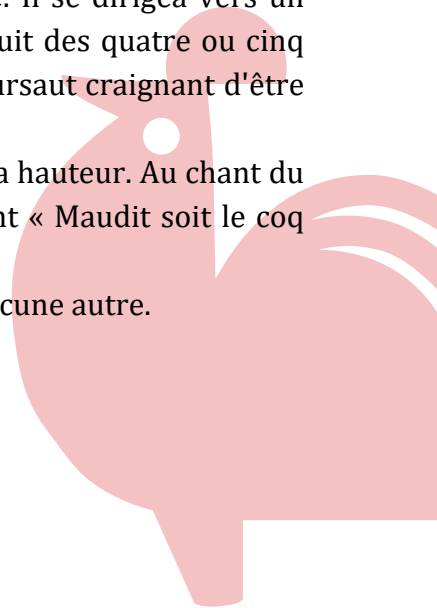 Il se dirigea vers un
uit des quatre ou cinq
ursaut craignant d'être
a hauteur. Au chant du
nt « Maudit soit le coq
cune autre.